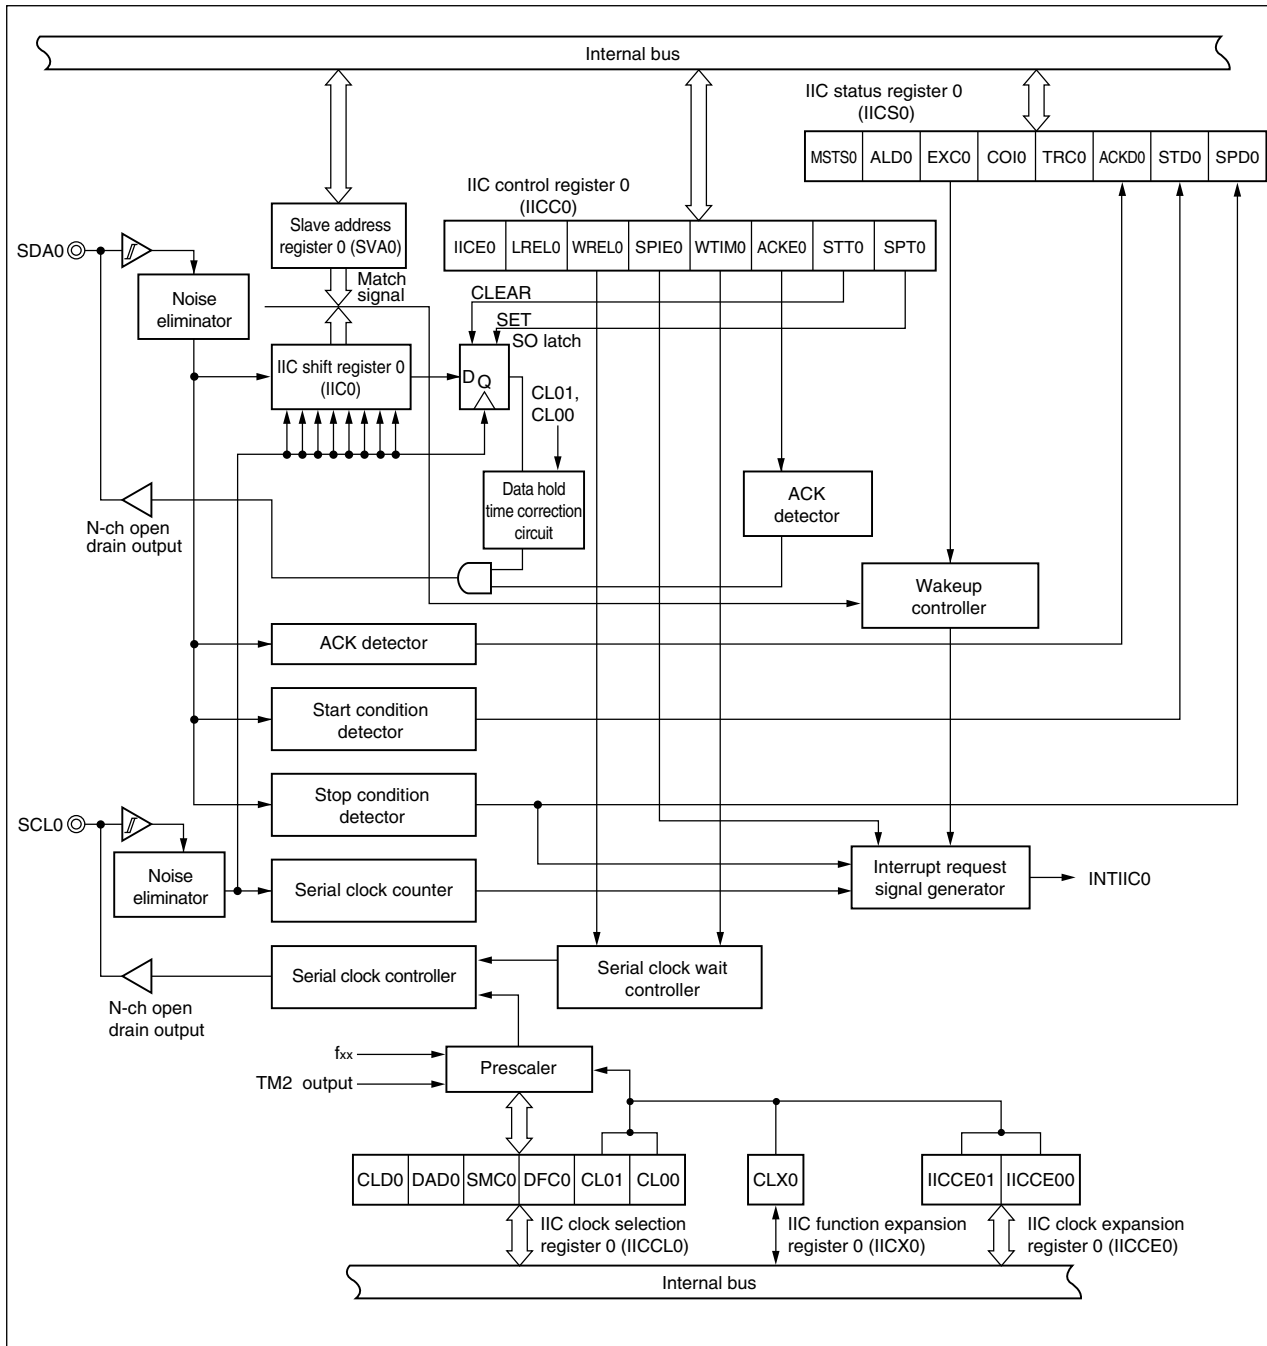 Internal bus
IIC status register 0
(IICS0)
MSTS0 ALD0 EXC0 COI0 TRC0 ACKD0 STD0 SPD0
IIC control register 0
(IICC0)
Slave address
register 0 (SVA0)
IICE0 LREL0 WREL0 SPIE0 WTIM0 ACKE0 STT0 SPT0
SDA0
Noise
eliminator
Match
signal
CLEAR
SET
SO latch
IIC shift register 0
(IIC0)
D Q
CL01,
CL00
Data hold
time correction
circuit
ACK
detector
N-ch open
drain output
Wakeup
controller
ACK detector
Start condition
detector
Stop condition
detector
SCL0
Noise
eliminator
Serial clock counter
Interrupt request
signal generator
INTIIC0
Serial clock controller
Serial clock wait
controller
N-ch open
drain output
fxx
TM2 output
Prescaler
CLD0 DAD0 SMC0 DFC0 CL01 CL00
CLX0
IICCE01 IICCE00
IIC clock selection
register 0 (IICCL0)
IIC function expansion
register 0 (IICX0)
IIC clock expansion
register 0 (IICCE0)
Internal bus